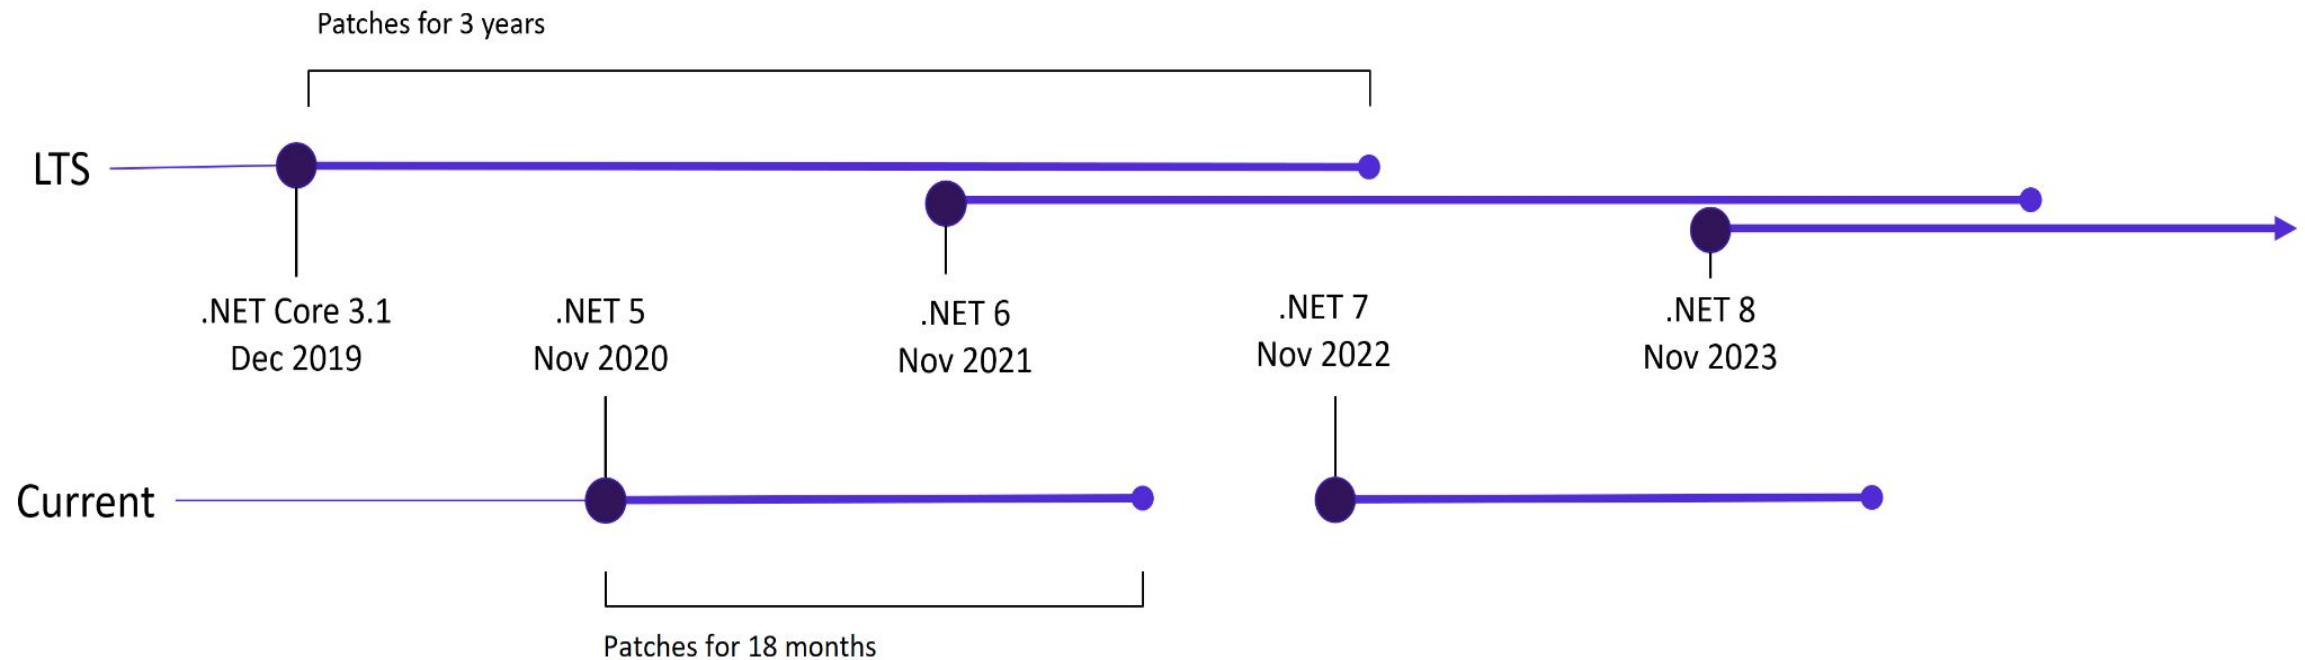 Patches for 3 years
LTS
.NET Core 3.1
Dec 2019
.NET 5
Nov 2020
.NET 6
Nov 2021
.NET 7
Nov 2022
.NET 8
Nov 2023
Current
Patches for 18 months